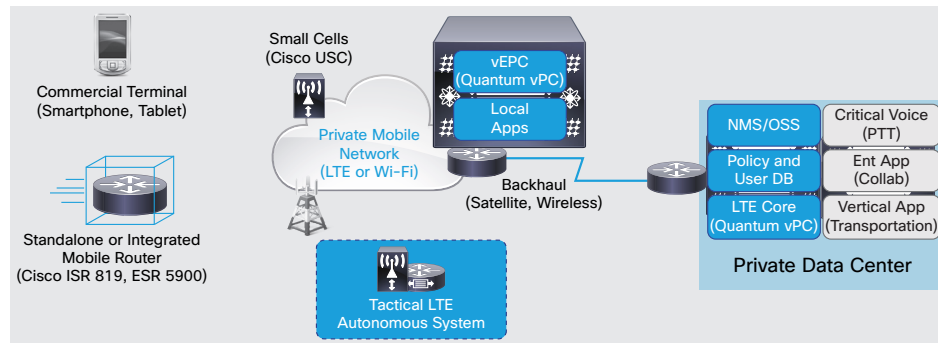 Commercial Terminal
(Smartphone, Tablet)
Standalone or Integrated
Mobile Router
(Cisco ISR 819, ESR 5900)
Small Cells
(Cisco USC)
Private Mobile
Network
(LTE or Wi-Fi)
vEPC
(Quantum vPC)
Local
Apps
Backhaul
(Satellite, Wireless)
Tactical LTE
Autonomous System
NMS/OSS
Critical Voice
(PTT)
Policy and
User DB
Ent App
(Collab)
LTE Core
(Quantum vPC)
Vertical App
(Transportation)
Private Data Center